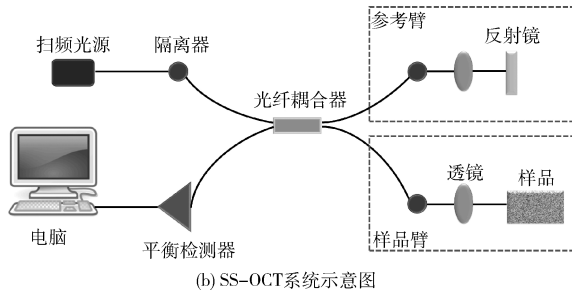 参考臂
扫频光源
隔离器
反射镜
光纤耦合器
透镜
样品
电脑
平衡检测器
样品臂
(b) SS-OCT系统示意图